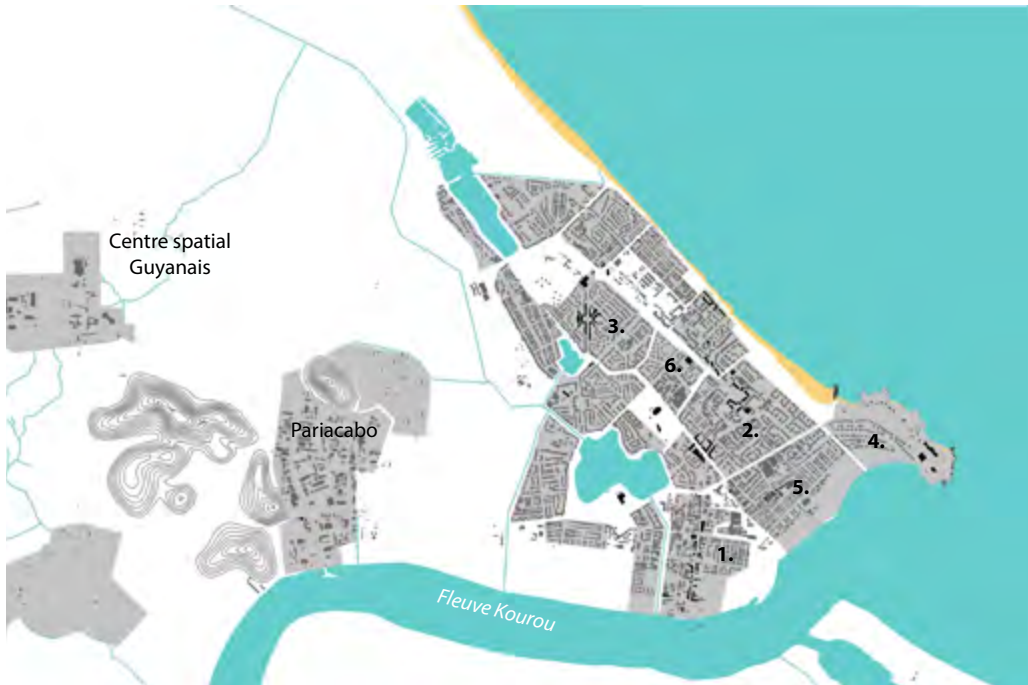 Centre spatial
Guyanais
3.
6.
Pariacabo
2.
4.
5.
1.
Fleuve Kourou